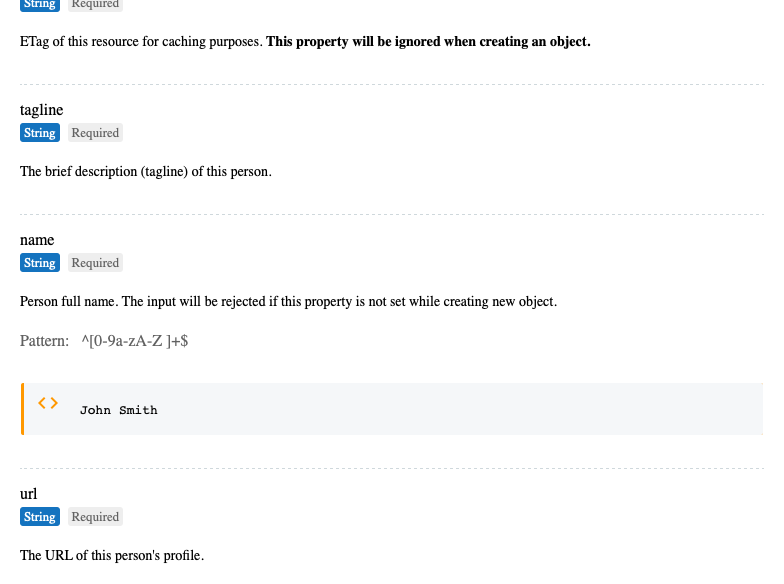 String Required
ETag of this resource for caching purposes. This property will be ignored when creating an object.
tagline
String Required
The brief description (tagline) of this person.
name
String Required
Person full name. The input will be rejected if this property is not set while creating new object.
Pattern: ^[0-9a-zA-Z ]+$
<> John Smith
url
String Required
The URL of this person's profile.